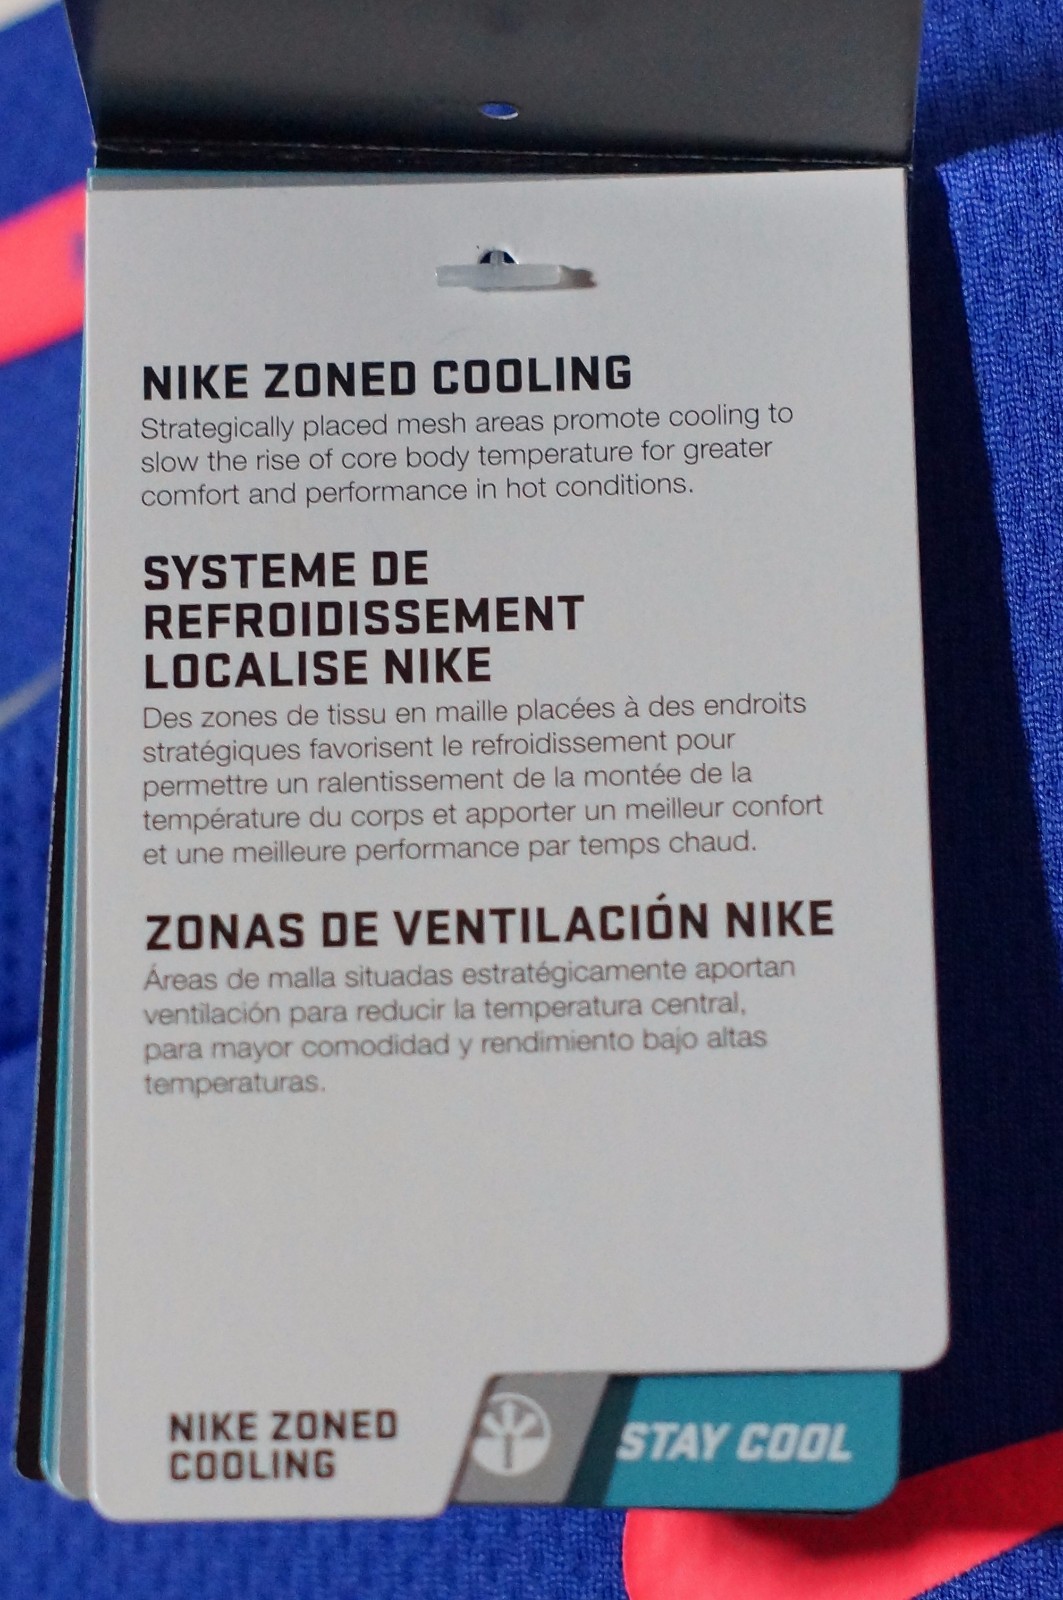 NIKE ZONED COOLING
Strategically placed mesh areas promote cooling to
slow the rise of core body temperature for greater
comfort and performance in hot conditions.
SYSTEME DE
REFROIDISSEMENT
LOCALISE NIKE
Des zones de tissu en maille placées à des endroits
stratégiques favorisent le refroidissement pour
permettre un ralentissement de la montée de la
température du corps et apporter un meilleur confort
et une meilleure performance par temps chaud.
ZONAS DE VENTILACIÓN NIKE
Áreas de malla situadas estratégicamente aportan
ventilación para reducir la temperatura central,
para mayor comodidad y rendimiento bajo altas
temperaturas.
NIKE ZONED
COOLING
STAY COOL